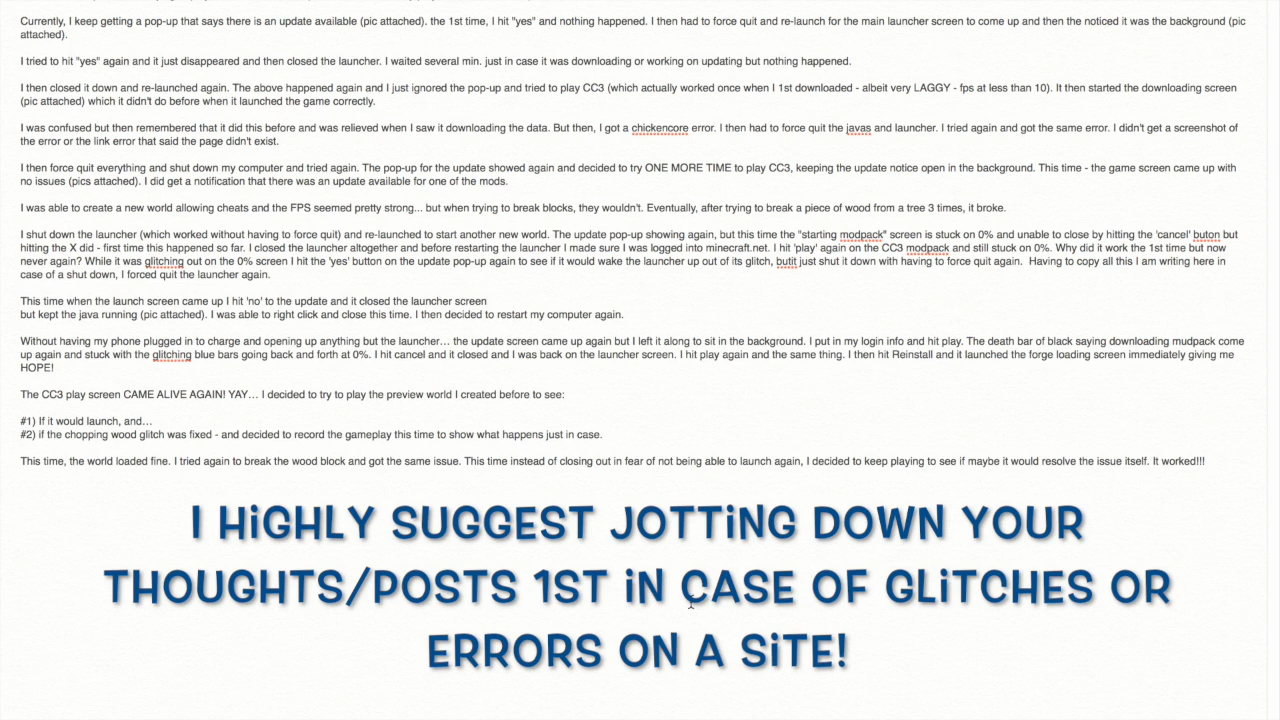 Currently, I keep getting a pop-up that says there is an update available (pic attached). the 1st time, I hit "yes" and nothing happened. I then had to force quit and re-launch for the main launcher screen to come up and then the noticed it was the background (pic
attached).
I tried to hit "yes" again and it just disappeared and then closed the launcher. I waited several min. just in case it was downloading or working on updating but nothing happened.
I then closed it down and re-launched again. The above happened again and I just ignored the pop-up and tried to play CC3 (which actually worked once when I 1st downloaded - albeit very LAGGY - fps at less than 10). It then started the downloading screen
(pic attached) which it didn't do before when it launched the game correctly.
I was confused but then remembered that it did this before and was relieved when I saw it downloading the data. But then, I got a chickencore error. I then had to force quit the javas and launcher. I tried again and got the same error. I didn't get a screenshot of
the error or the link error that said the page didn't exist.
I then force quit everything and shut down my computer and tried again. The pop-up for the update showed again and decided to try ONE MORE TIME to play CC3, keeping the update notice open in the background. This time - the game screen came up with
no issues (pics attached). I did get a notification that there was an update available for one of the mods.
I was able to create a new world allowing cheats and the FPS seemed pretty strong... but when trying to break blocks, they wouldn't. Eventually, after trying to break a piece of wood from a tree 3 times, it broke.
I shut down the launcher (which worked without having to force quit) and re-launched to start another new world. The update pop-up showing again, but this time the "starting modpack" screen is stuck on 0% and unable to close by hitting the 'cancel' buton but
hitting the X did - first time this happened so far. I closed the launcher altogether and before restarting the launcher I made sure I was logged into minecraft.net. I hit 'play' again on the CC3 modpack and still stuck on 0%. Why did it work the 1st time but now
never again? While it was glitching out on the 0% screen I hit the 'yes' button on the update pop-up again to see if it would wake the launcher up out of its glitch, butit just shut it down with having to force quit again.  Having to copy all this I am writing here in
case of a shut down, I forced quit the launcher again.
This time when the launch screen came up I hit 'no' to the update and it closed the launcher screen
but kept the java running (pic attached). I was able to right click and close this time. I then decided to restart my computer again.
Without having my phone plugged in to charge and opening up anything but the launcher… the update screen came up again but I left it along to sit in the background. I put in my login info and hit play. The death bar of black saying downloading mudpack come
up again and stuck with the glitching blue bars going back and forth at 0%. I hit cancel and it closed and I was back on the launcher screen. I hit play again and the same thing. I then hit Reinstall and it launched the forge loading screen immediately giving me
HOPE!
The CC3 play screen CAME ALIVE AGAIN! YAY… I decided to try to play the preview world I created before to see:
#1) If it would launch, and…
#2) if the chopping wood glitch was fixed - and decided to record the gameplay this time to show what happens just in case.
This time, the world loaded fine. I tried again to break the wood block and got the same issue. This time instead of closing out in fear of not being able to launch again, I decided to keep playing to see if maybe it would resolve the issue itself. It worked!!!
I HiGHLY SUGGEST JOTTiNG DOWN YOUR
THOUGHTS/POSTS 1ST iN CASE OF GLiTCHES OR
ERRORS ON A SiTE!